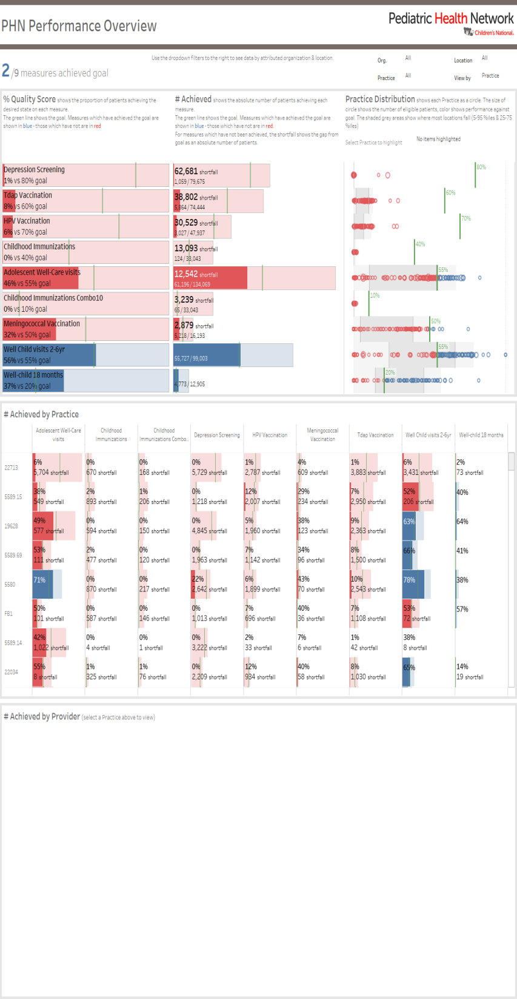 PHN Performance Overview
Pediatric Health Network
Children's National.
2/9 measures achieved goal
Use the dropdown filters to the right to see data by attributed organization & location.
Org. All Location All
Practice All View by Practice
% Quality Score shows the proportion of patients achieving the
desired state on each measure.
The green line shows the goal. Measures which have achieved the goal are
shown in blue - those which have not are in red
# Achieved shows the absolute number of patients achieving each
measure.
The green line shows the goal. Measures which have achieved the goal are
shown in blue - those which have not are in red.
For measures which have not been achieved, the shortfall shows the gap from
goal as an absolute number of patients.
Practice Distribution shows each Practice as a circle. The size of
circle shows the number of eligible patients, color shows performance against
goal. The shaded grey areas show where most locations fall (5-95 %iles & 25-75
%iles)
Select Practice to highlight No items highlighted
Depression Screening
1% vs 80% goal
62,681 shortfall
1,059 / 79,675
80%
Tdap Vaccination
8% vs 60% goal
38,802 shortfall
5,864 / 74,444
60%
HPV Vaccination
6% vs 70% goal
30,529 shortfall
3,027 / 47,937
70%
Childhood Immunizations
0% vs 40% goal
13,093 shortfall
124 / 33,043
40%
Adolescent Well-Care visits
46% vs 55% goal
12,542 shortfall
61,196 / 134,069
55%
Childhood Immunizations Combo10
0% vs 10% goal
3,239 shortfall
65 / 33,043
10%
Meningococcal Vaccination
32% vs 50% goal
2,879 shortfall
5,218 / 16,193
50%
Well Child visits 2-6yr
56% vs 55% goal
55,727 / 99,003
55%
Well-child 18 months
37% vs 20% goal
4,773 / 12,905
20%
# Achieved by Practice
Adolescent Well-Care
visits
Childhood
Immunizations
Childhood
Immunizations Combo..
Depression Screening
HPV Vaccination
Meningococcal
Vaccination
Tdap Vaccination
Well Child visits 2-6yr
Well-child 18 months
22713
6% 0% 0% 0% 1% 4% 1% 6% 2%
5,704 shortfall 670 shortfall 168 shortfall 5,729 shortfall 2,787 shortfall 609 shortfall 3,883 shortfall 3,431 shortfall 73 shortfall
5589.15
38% 2% 1% 0% 12% 29% 7% 52% 40%
549 shortfall 893 shortfall 206 shortfall 1,218 shortfall 2,007 shortfall 234 shortfall 2,950 shortfall 206 shortfall
19628
49% 0% 0% 0% 5% 38% 9% 63% 64%
577 shortfall 594 shortfall 150 shortfall 4,845 shortfall 1,960 shortfall 123 shortfall 2,363 shortfall
5589.69
53% 2% 0% 0% 7% 34% 8% 66% 41%
111 shortfall 477 shortfall 120 shortfall 1,963 shortfall 1,142 shortfall 96 shortfall 1,500 shortfall
5580
71% 0% 0% 22% 6% 43% 10% 78% 38%
870 shortfall 217 shortfall 2,642 shortfall 1,899 shortfall 70 shortfall 2,543 shortfall
FB1
50% 0% 0% 0% 7% 40% 7% 53% 57%
101 shortfall 587 shortfall 146 shortfall 1,013 shortfall 696 shortfall 36 shortfall 1,108 shortfall 72 shortfall
5589.14
42% 0% 0% 0% 2% 7% 1% 38%
1,022 shortfall 4 shortfall 1 shortfall 3,222 shortfall 33 shortfall 6 shortfall 42 shortfall 8 shortfall
22034
55% 1% 1% 0% 12% 40% 8% 65% 14%
8 shortfall 325 shortfall 76 shortfall 2,209 shortfall 934 shortfall 58 shortfall 1,030 shortfall 19 shortfall
# Achieved by Provider (select a Practice above to view)